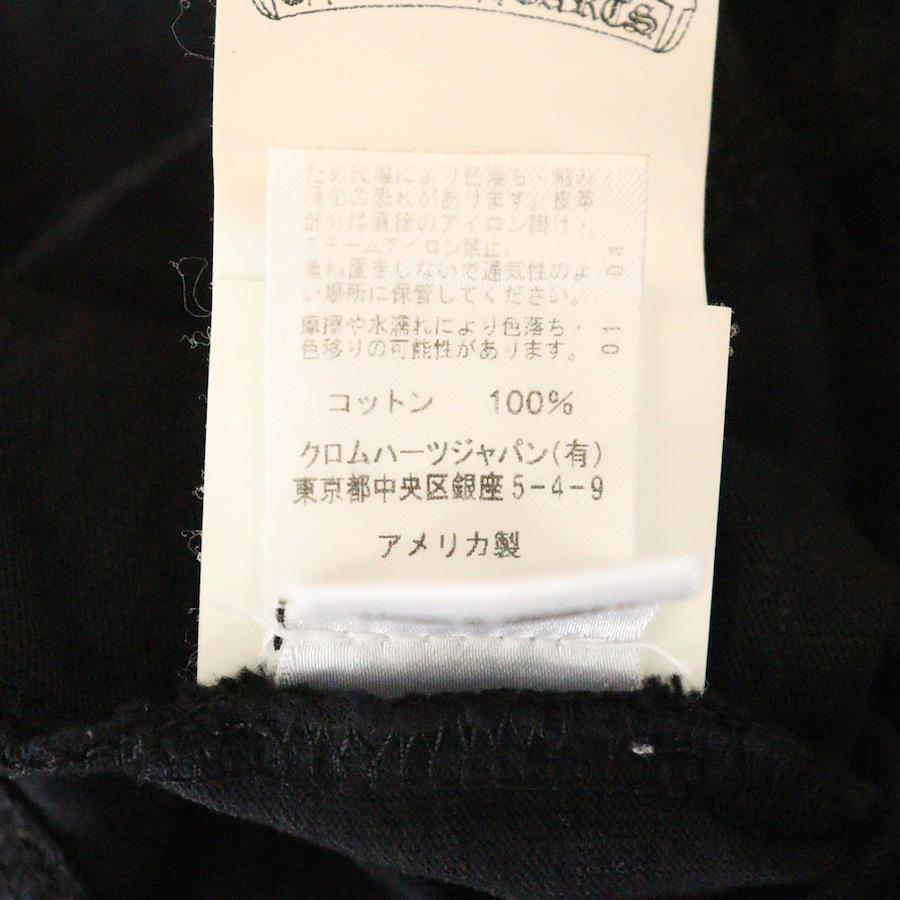 ため洗濯により色落ち・縮み
硬化の恐れがあります。皮革
部分は直接のアイロン掛け・
スチームアイロン禁止。
重ね置きしないで通気性のよ
い場所に保管してください。
摩擦や水濡れにより色落ち・
色移りの可能性があります。
01 04
コットン 100%
クロムハーツジャパン(有)
東京都中央区銀座5-4-9
アメリカ製